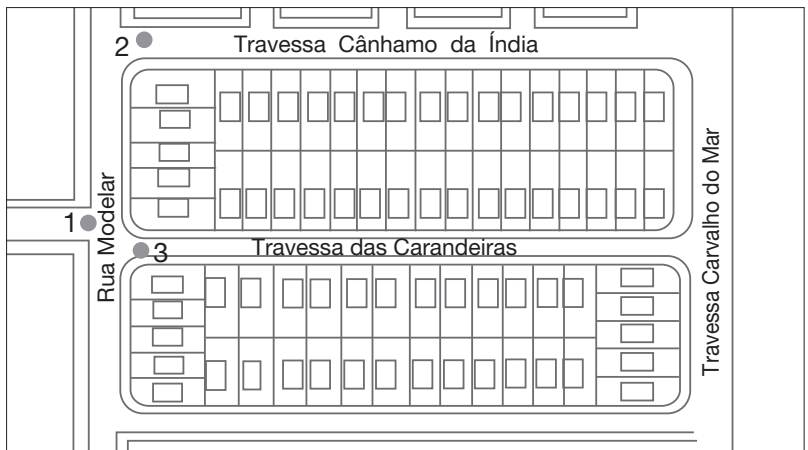 2
Travessa Cânhamo da Índia
1
Rua Modelar
3
Travessa das Carandeiras
Travessa Carvalho do Mar